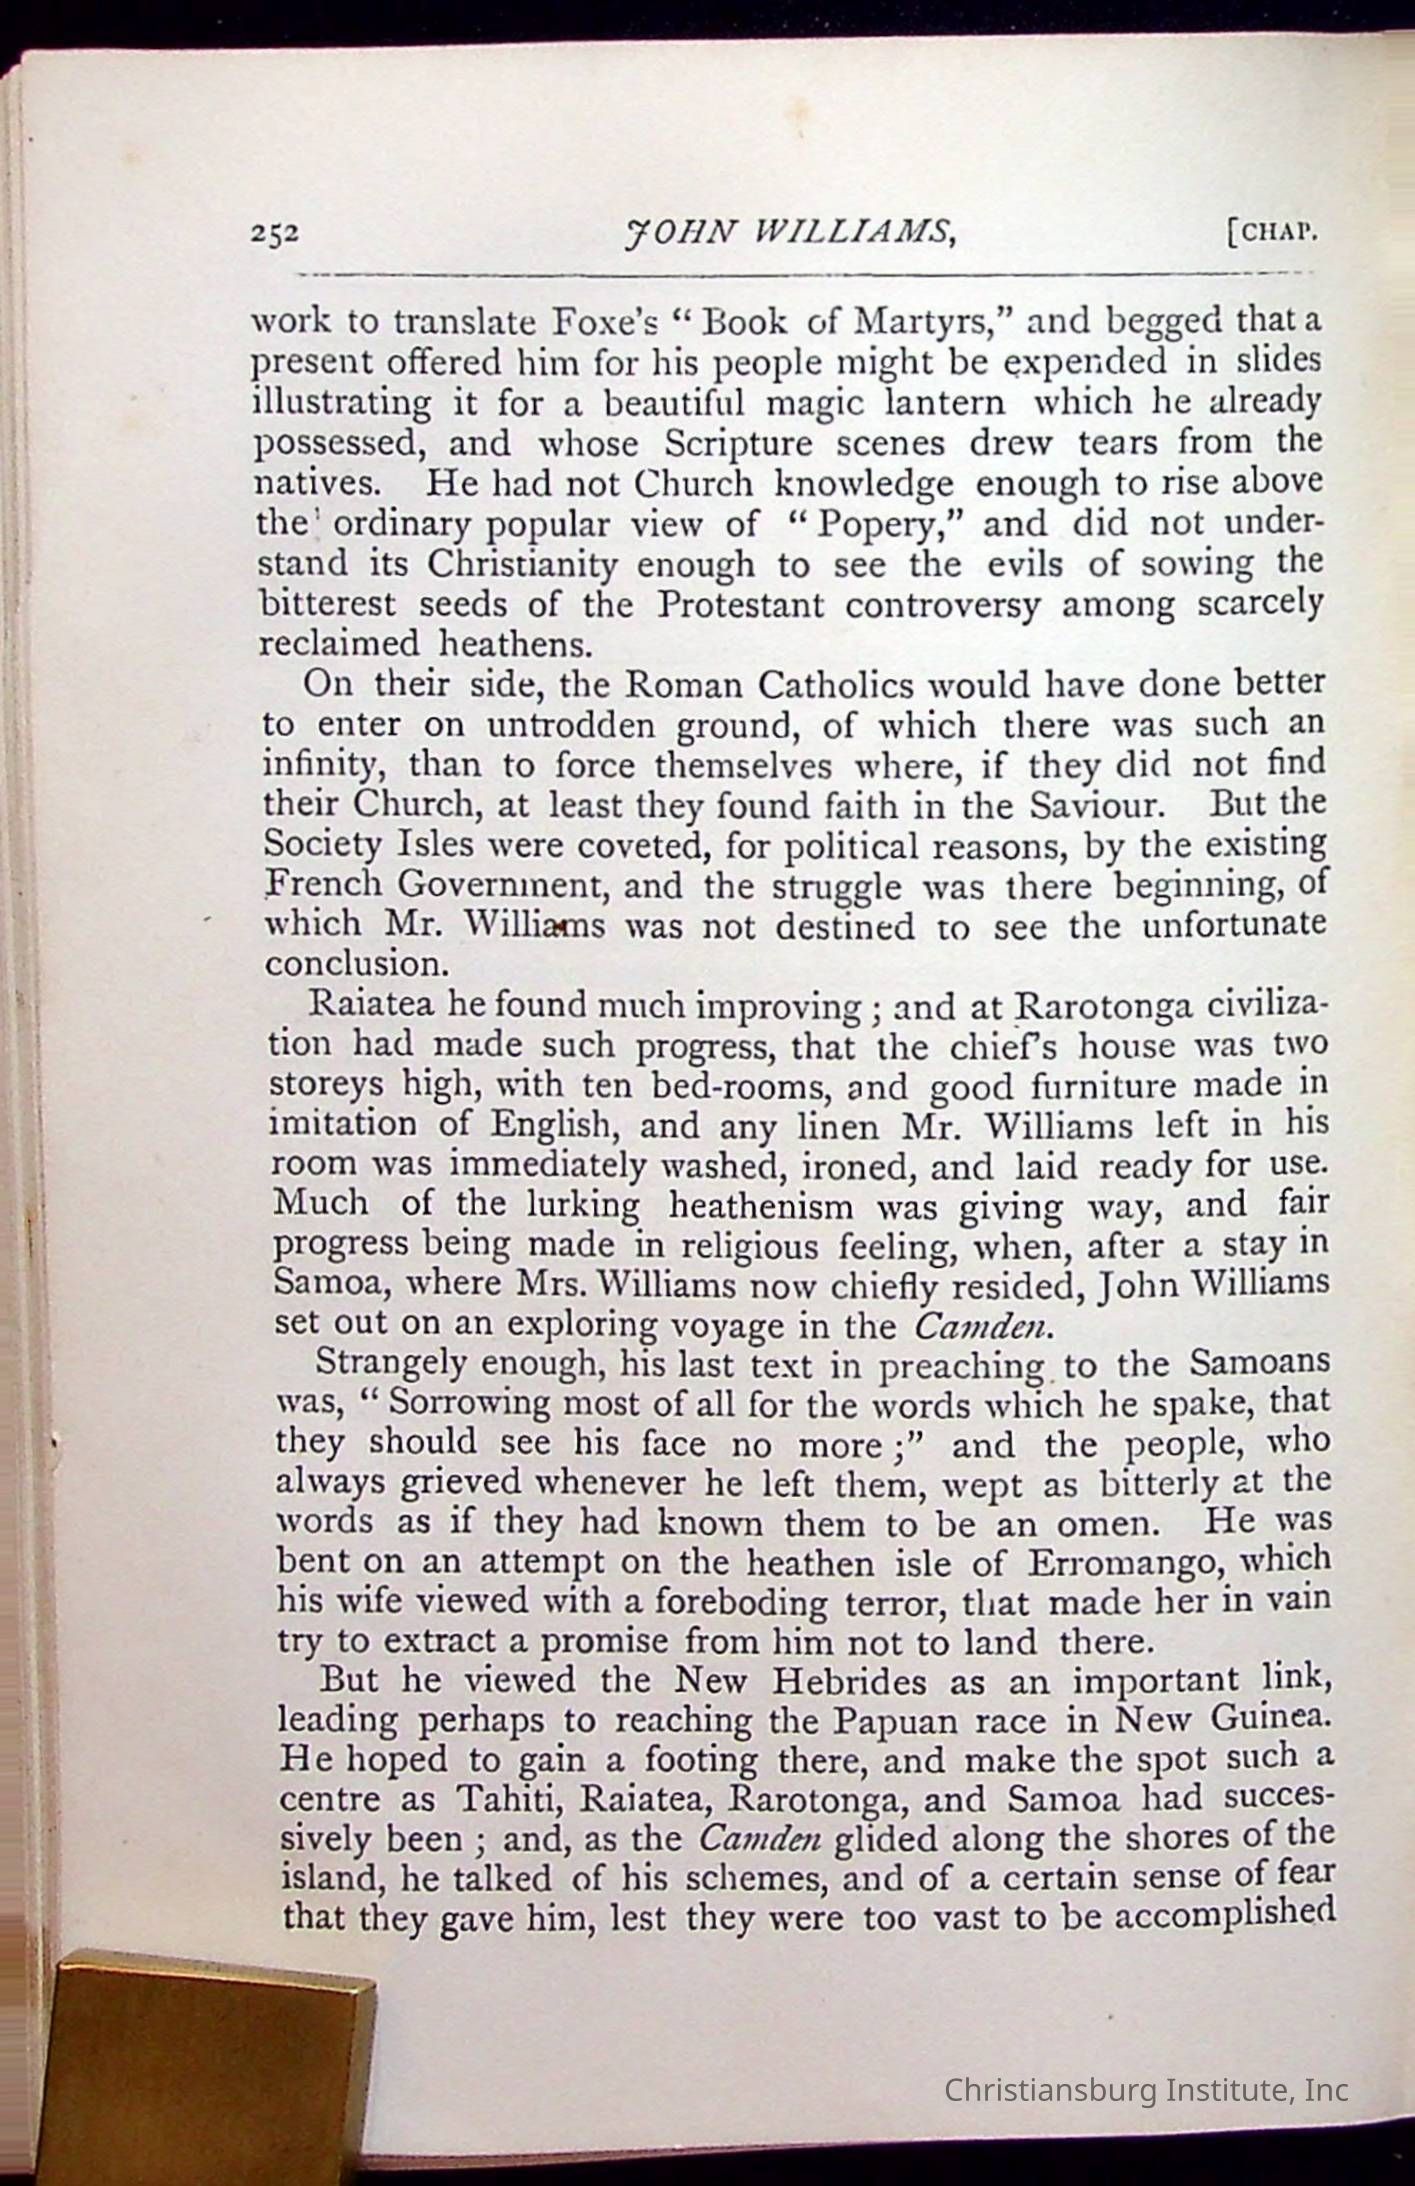 252 JOHN WILLIAMS, [CHAP.
work to translate Foxe's “ Book of Martyrs,” and begged that a
present offered him for his people might be expended in slides
illustrating it for a beautiful magic lantern which he already
possessed, and whose Scripture scenes drew tears from the
natives. He had not Church knowledge enough to rise above
the ordinary popular view of “ Popery,” and did not under-
stand its Christianity enough to see the evils of sowing the
bitterest seeds of the Protestant controversy among scarcely
reclaimed heathens.
On their side, the Roman Catholics would have done better
to enter on untrodden ground, of which there was such an
infinity, than to force themselves where, if they did not find
their Church, at least they found faith in the Saviour. But the
Society Isles were coveted, for political reasons, by the existing
French Government, and the struggle was there beginning, of
which Mr. Williams was not destined to see the unfortunate
conclusion.
Raiatea he found much improving ; and at Rarotonga civiliza-
tion had made such progress, that the chief's house was two
storeys high, with ten bed-rooms, and good furniture made in
imitation of English, and any linen Mr. Williams left in his
room was immediately washed, ironed, and laid ready for use.
Much of the lurking heathenism was giving way, and fair
progress being made in religious feeling, when, after a stay in
Samoa, where Mrs. Williams now chiefly resided, John Williams
set out on an exploring voyage in the Camden.
Strangely enough, his last text in preaching to the Samoans
was, “ Sorrowing most of all for the words which he spake, that
they should see his face no more ;” and the people, who
always grieved whenever he left them, wept as bitterly at the
words as if they had known them to be an omen. He was
bent on an attempt on the heathen isle of Erromango, which
his wife viewed with a foreboding terror, that made her in vain
try to extract a promise from him not to land there.
But he viewed the New Hebrides as an important link,
leading perhaps to reaching the Papuan race in New Guinea.
He hoped to gain a footing there, and make the spot such a
centre as Tahiti, Raiatea, Rarotonga, and Samoa had succes-
sively been ; and, as the Camden glided along the shores of the
island, he talked of his schemes, and of a certain sense of fear
that they gave him, lest they were too vast to be accomplished
Christiansburg Institute, Inc